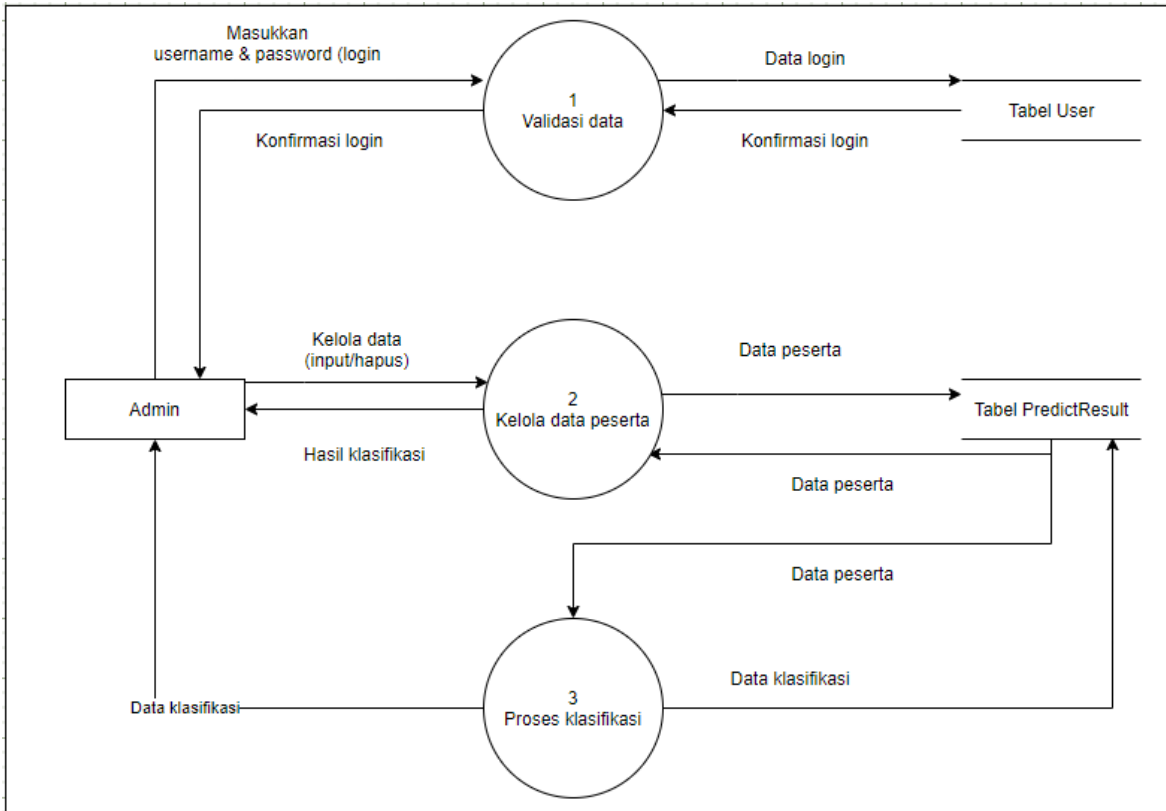 Masukkan
username & password (login
Data login
1
Validasi data
Tabel User
Konfirmasi login
Konfirmasi login
Kelola data
(input/hapus)
Data peserta
Admin
2
Kelola data peserta
Tabel PredictResult
Hasil klasifikasi
Data peserta
Data peserta
Data klasifikasi
3
Proses klasifikasi
Data klasifikasi